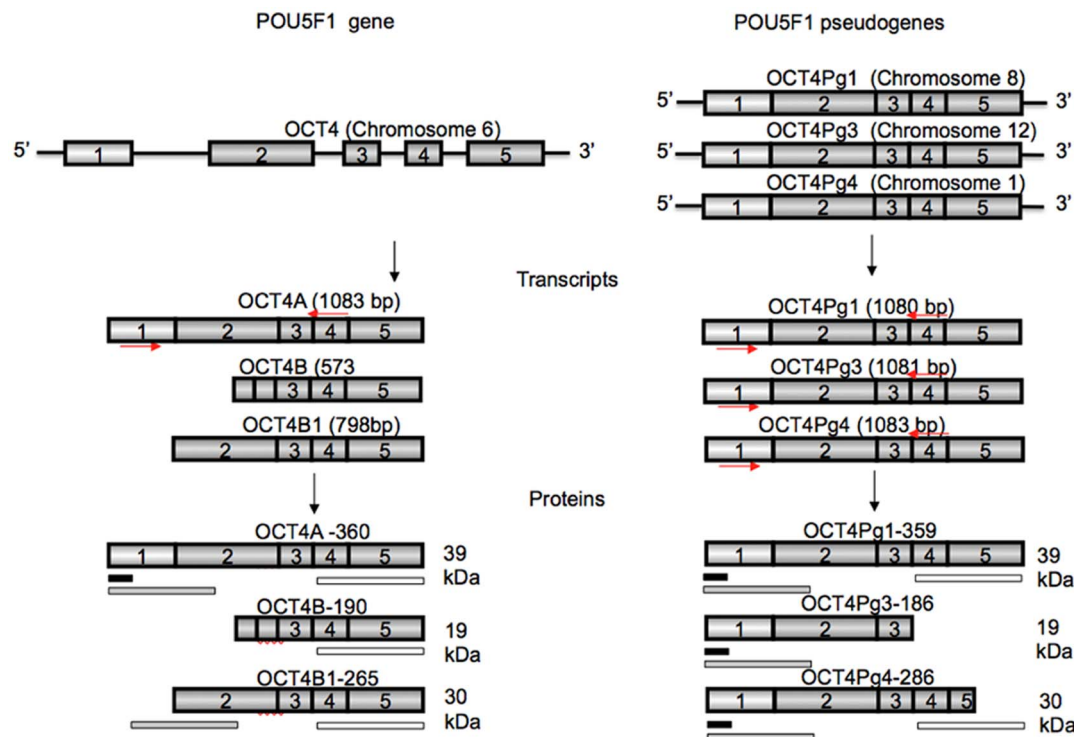 POU5F1 gene
POU5F1 pseudogenes
OCT4 (Chromosome 6)
5’ 1 2 3 4 5 3’
OCT4Pg1 (Chromosome 8)
5’ 1 2 3 4 5 3’
OCT4Pg3 (Chromosome 12)
5’ 1 2 3 4 5 3’
OCT4Pg4 (Chromosome 1)
5’ 1 2 3 4 5 3’
Transcripts
OCT4A (1083 bp)
1 2 3 4 5
OCT4B (573
3 4 5
OCT4B1 (798bp)
2 3 4 5
OCT4Pg1 (1080 bp)
1 2 3 4 5
OCT4Pg3 (1081 bp)
1 2 3 4 5
OCT4Pg4 (1083 bp)
1 2 3 4 5
Proteins
OCT4A -360
1 2 3 4 5 39
kDa
OCT4B-190
3 4 5 19
kDa
OCT4B1-265
2 3 4 5 30
kDa
OCT4Pg1-359
1 2 3 4 5 39
kDa
OCT4Pg3-186
1 2 3 19
kDa
OCT4Pg4-286
1 2 3 4 5 30
kDa